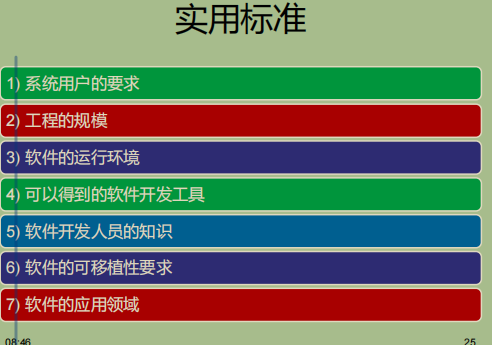 实用标准
1) 系统用户的要求
2) 工程的规模
3) 软件的运行环境
4) 可以得到的软件开发工具
5) 软件开发人员的知识
6) 软件的可移植性要求
7) 软件的应用领域
08:46
25